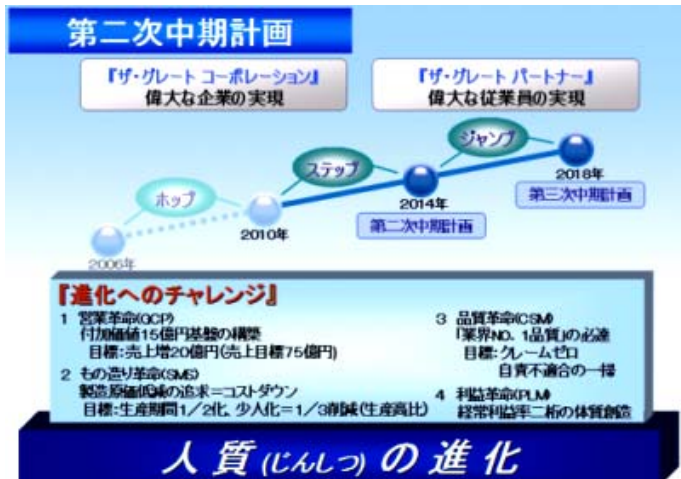 第二次中期計画
『ザ・グレート コーポレーション』
偉大な企業の実現
『ザ・グレート パートナー』
偉大な従業員の実現
ジャンプ
ステップ
ホップ
2018年
第三次中期計画
2014年
第二次中期計画
2010年
2006年
『進化へのチャレンジ』
1 営業革命(GCP)
付加価値15億円基盤の構築
目標:売上増20億円(売上目標75億円)
2 もの造り革命(SMS)
製造原価低減の追求=コストダウン
目標:生産期間1/2化、少人化=1/3削減(生産高比)
3 品質革命(CSM)
「業界NO.1品質」の必達
目標:クレームゼロ
自責不適合の一掃
4 利益革命(PLM)
経常利益率二桁の体質創造
人質(じんしつ)の進化